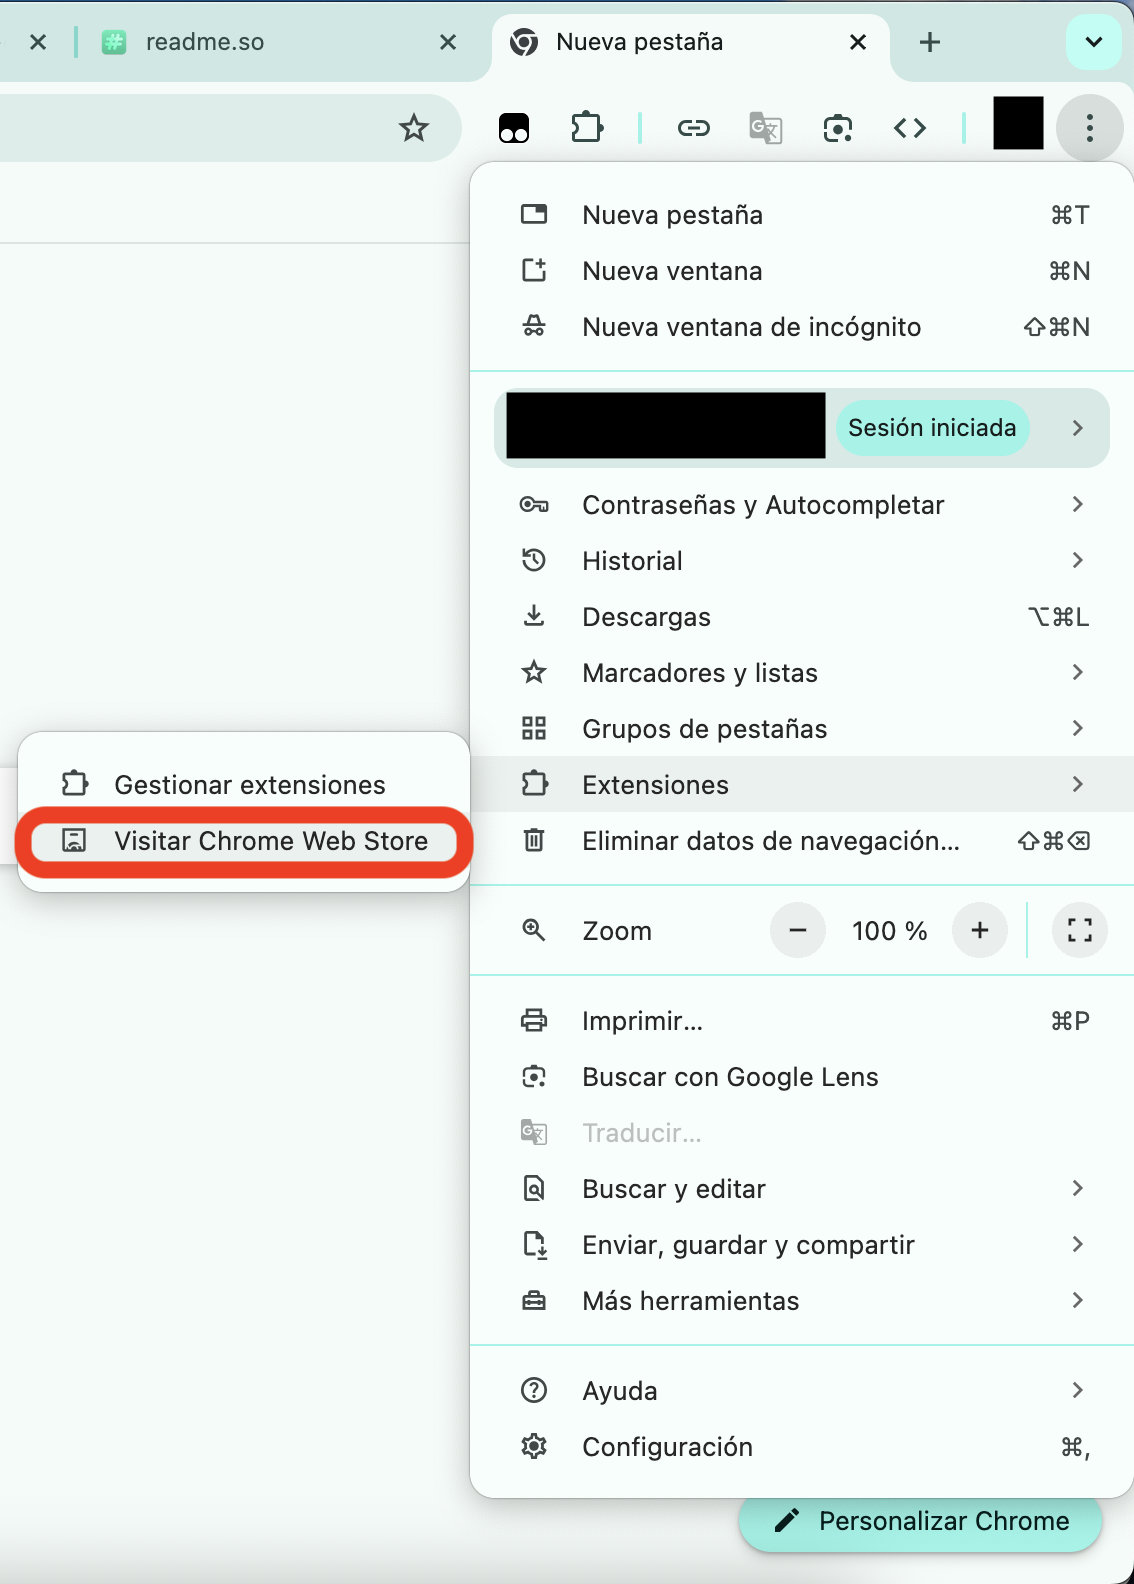 readme.so
Nueva pestaña
Nueva pestaña ⌘T
Nueva ventana ⌘N
Nueva ventana de incógnito ⇧⌘N
Sesión iniciada
Contraseñas y Autocompletar
Historial
Descargas ⌥⌘L
Marcadores y listas
Grupos de pestañas
Gestionar extensiones
Visitar Chrome Web Store
Extensiones
Eliminar datos de navegación... ⇧⌘⌫
Zoom − 100 % +
Imprimir... ⌘P
Buscar con Google Lens
Traducir...
Buscar y editar
Enviar, guardar y compartir
Más herramientas
Ayuda
Configuración ⌘,
Personalizar Chrome